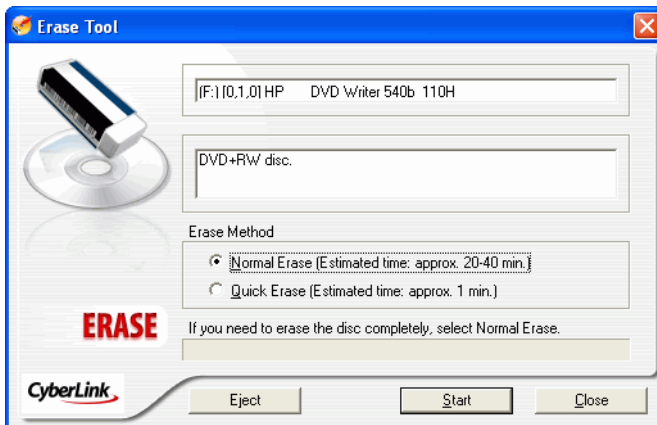 Erase Tool
(F:) [0,1,0] HP DVD Writer 540b 110H
DVD+RW disc.
Erase Method
Normal Erase (Estimated time: approx. 20-40 min.)
Quick Erase (Estimated time: approx. 1 min.)
ERASE
If you need to erase the disc completely, select Normal Erase.
CyberLink
Eject
Start
Close